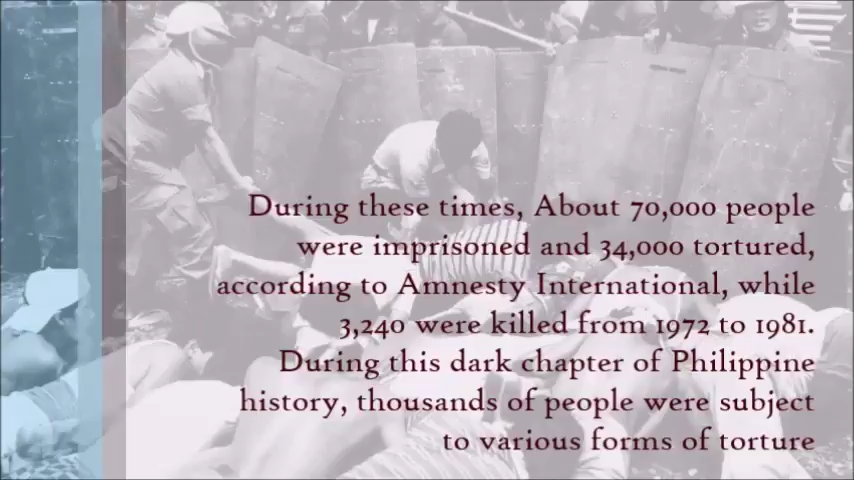 During these times, About 70,000 people
were imprisoned and 34,000 tortured,
according to Amnesty International, while
3,240 were killed from 1972 to 1981.
During this dark chapter of Philippine
history, thousands of people were subject
to various forms of torture